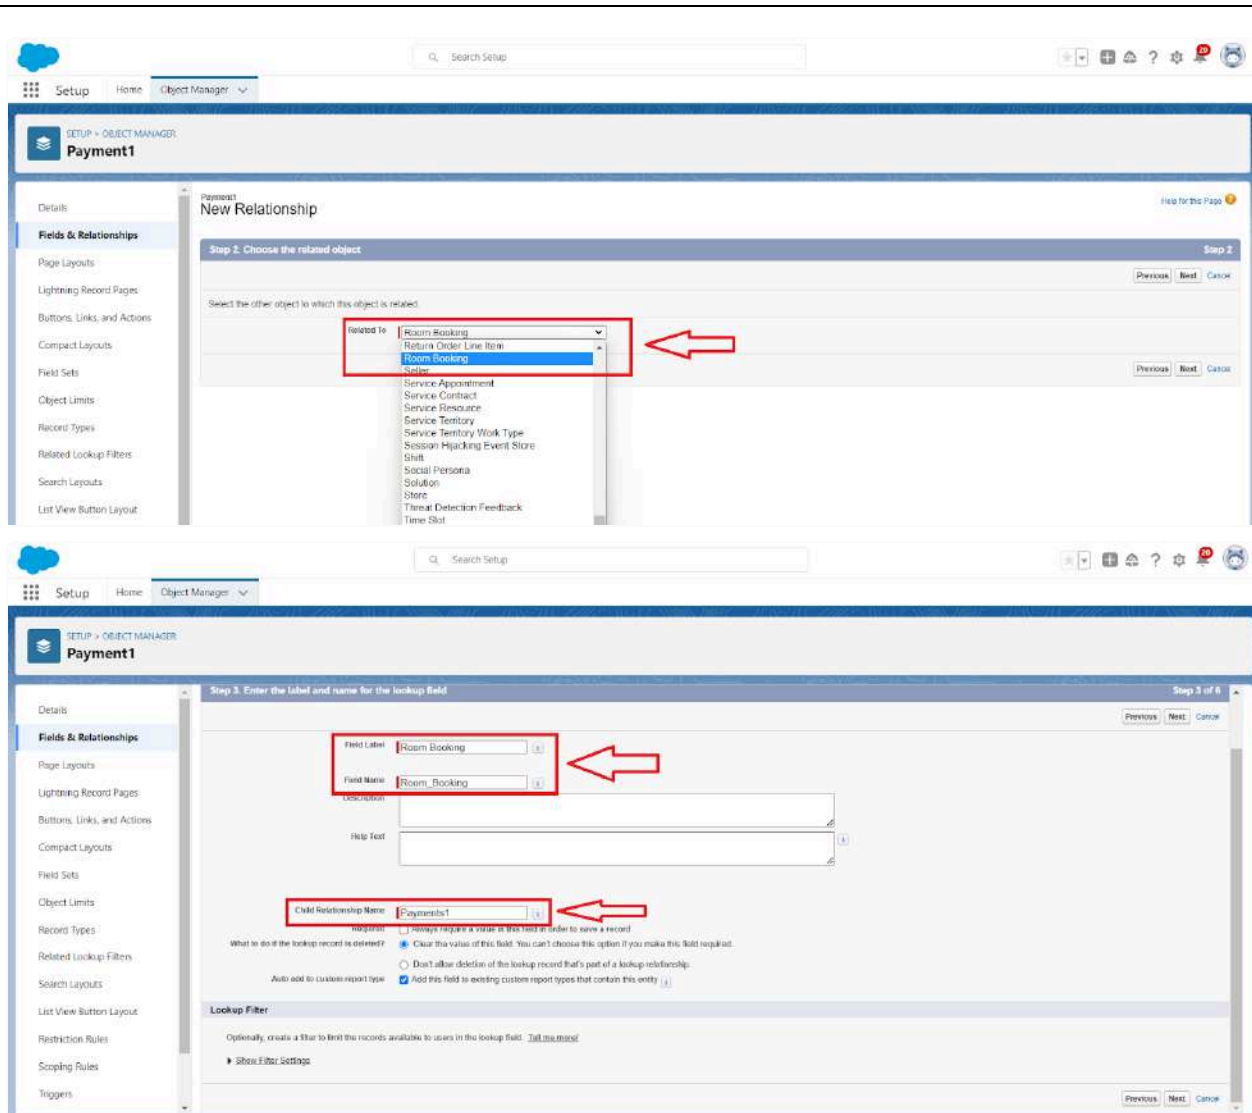 Search Setup
20
Setup
Home
Object Manager
SETUP > OBJECT MANAGER
Payment1
Details
Fields & Relationships
Page Layouts
Lightning Record Pages
Buttons, Links, and Actions
Compact Layouts
Field Sets
Object Limits
Record Types
Related Lookup Filters
Search Layouts
List View Button Layout
Payment1
New Relationship
Help for this Page
Step 2. Choose the related object
Step 2
Previous Next Cancel
Select the other object to which this object is related.
Related To
Room Booking
Return Order Line Item
Room Booking
Seller
Service Appointment
Service Contract
Service Resource
Service Territory
Service Territory Work Type
Session Hijacking Event Store
Shift
Social Persona
Solution
Store
Threat Detection Feedback
Time Slot
Previous Next Cancel
Search Setup
20
Setup
Home
Object Manager
SETUP > OBJECT MANAGER
Payment1
Details
Fields & Relationships
Page Layouts
Lightning Record Pages
Buttons, Links, and Actions
Compact Layouts
Field Sets
Object Limits
Record Types
Related Lookup Filters
Search Layouts
List View Button Layout
Restriction Rules
Scoping Rules
Triggers
Step 3. Enter the label and name for the lookup field
Step 3 of 6
Previous Next Cancel
Field Label
Room Booking
Field Name
Room_Booking
Description
Help Text
Child Relationship Name
Payments1
Required
Always require a value in this field in order to save a record
What to do if the lookup record is deleted?
Clear the value of this field. You can't choose this option if you make this field required.
Don't allow deletion of the lookup record that's part of a lookup relationship.
Auto add to custom report type
Add this field to existing custom report types that contain this entity
Lookup Filter
Optionally, create a filter to limit the records available to users in the lookup field. Tell me more!
Show Filter Settings
Previous Next Cancel